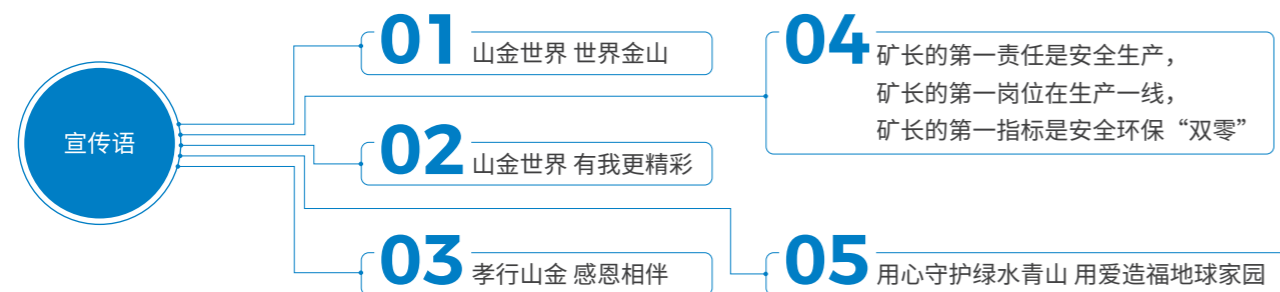 宣传语
01
山金世界 世界金山
02
山金世界 有我更精彩
03
孝行山金 感恩相伴
04
矿长的第一责任是安全生产，
矿长的第一岗位在生产一线，
矿长的第一指标是安全环保“双零”
05
用心守护绿水青山 用爱造福地球家园